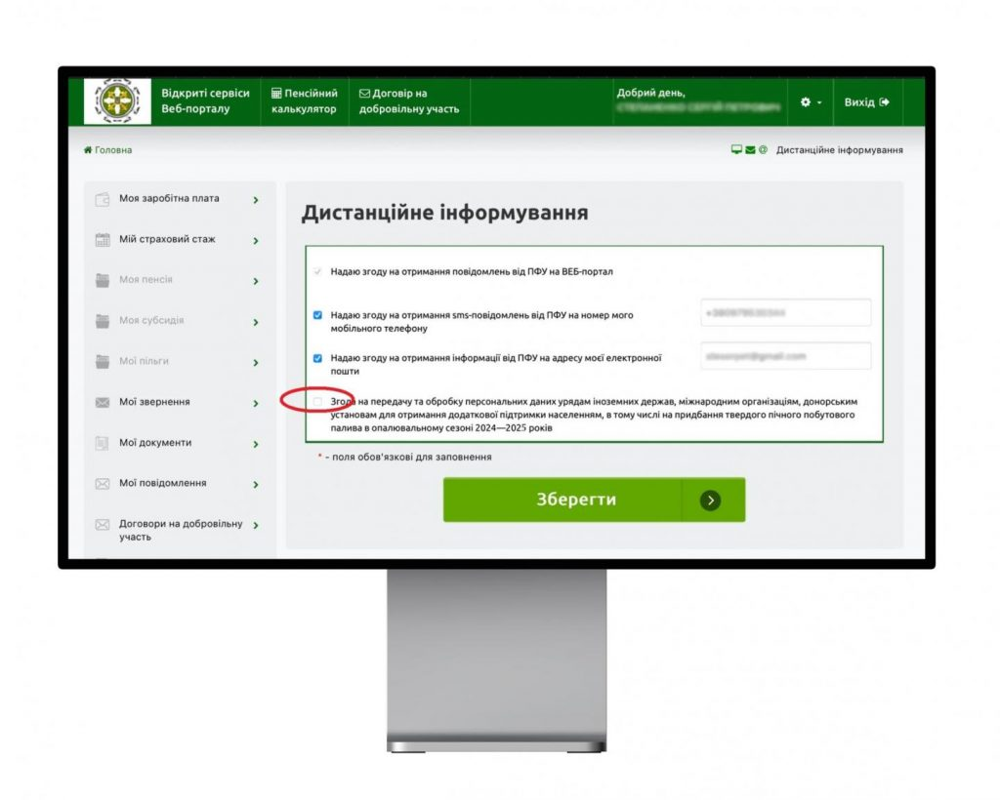 Відкриті сервіси
Веб-порталу
Пенсійний
калькулятор
Договір на
добровільну участь
Добрий день,
Вихід
Головна
Дистанційне інформування
Моя заробітна плата
Мій страховий стаж
Моя пенсія
Моя субсидія
Мої пільги
Мої звернення
Мої документи
Мої повідомлення
Договори на добровільну
участь
Дистанційне інформування
Надаю згоду на отримання повідомлень від ПФУ на ВЕБ-портал
Надаю згоду на отримання sms-повідомлень від ПФУ на номер мого
мобільного телефону
Надаю згоду на отримання інформації від ПФУ на адресу моєї електронної
пошти
Згода на передачу та обробку персональних даних урядам іноземних держав, міжнародним організаціям, донорським
установам для отримання додаткової підтримки населенням, в тому числі на придбання твердого пічного побутового
палива в опалювальному сезоні 2024—2025 років
* - поля обов'язкові для заповнення
Зберегти